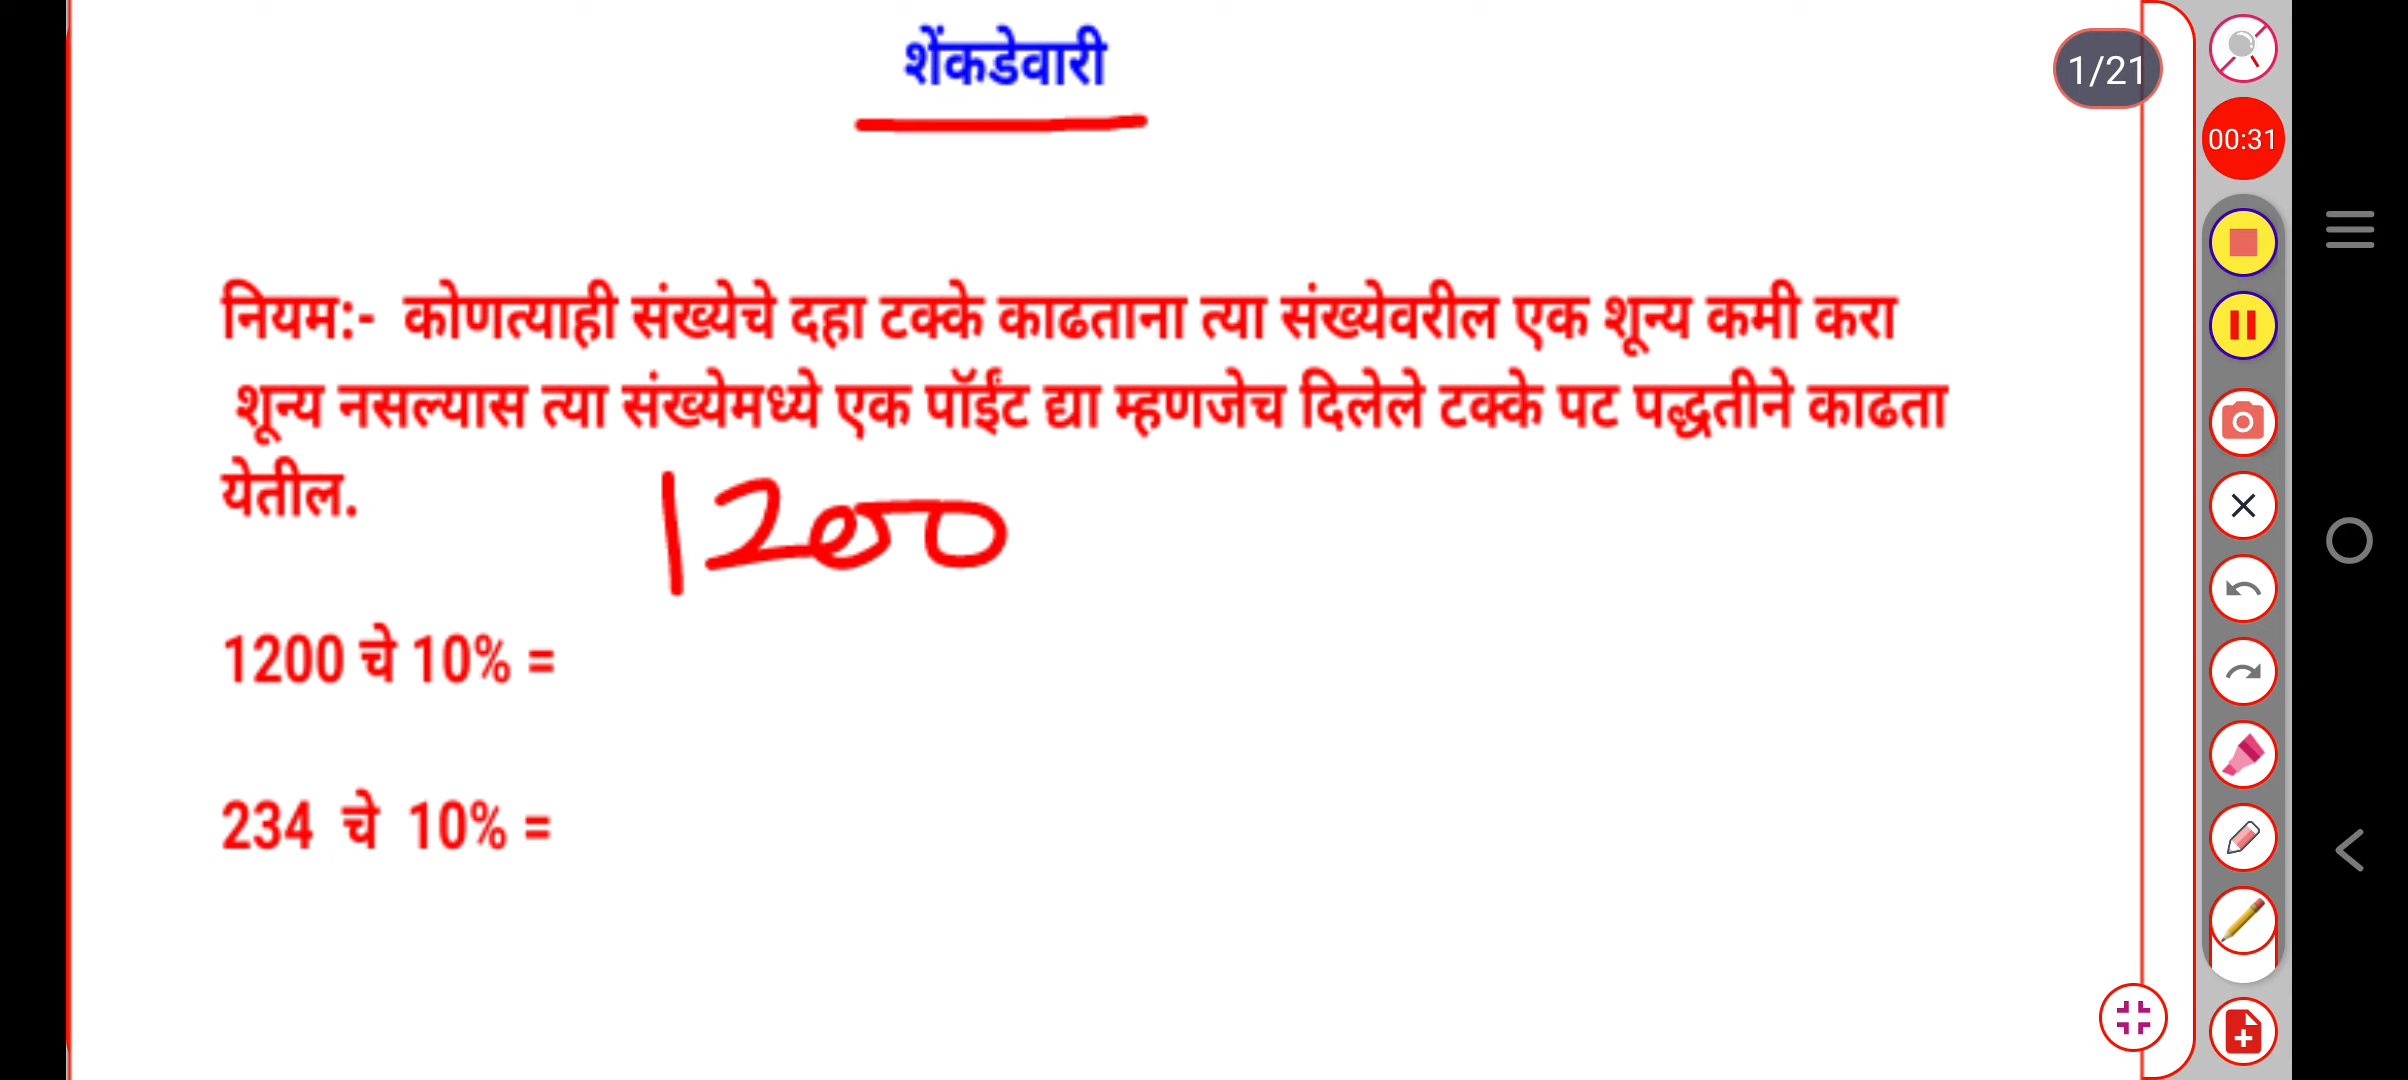 शेंकडेवारी
1/21
00:31
नियम:- कोणत्याही संख्येचे दहा टक्के काढताना त्या संख्येवरील एक शून्य कमी करा
शून्य नसल्यास त्या संख्येमध्ये एक पॉईंट द्या म्हणजेच दिलेले टक्के पट पद्धतीने काढता
येतील.
1200
1200 चे 10% =
234 चे 10% =